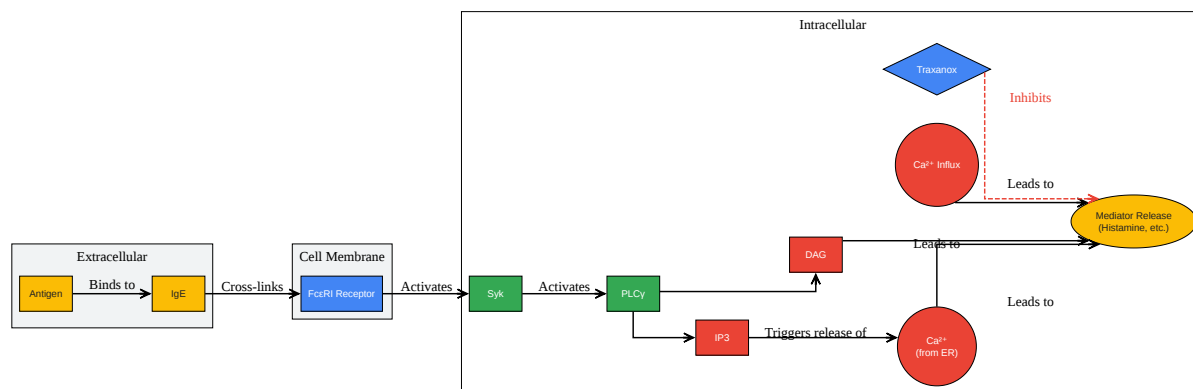 Intracellular
Traxanox
Inhibits
Ca²⁺ Influx
Leads to
Mediator Release
(Histamine, etc.)
Extracellular
Antigen
Binds to
IgE
Cross-links
Cell Membrane
FcεRI Receptor
Activates
Syk
Activates
PLCγ
DAG
Leads to
IP3
Triggers release of
Ca²⁺
(from ER)
Leads to